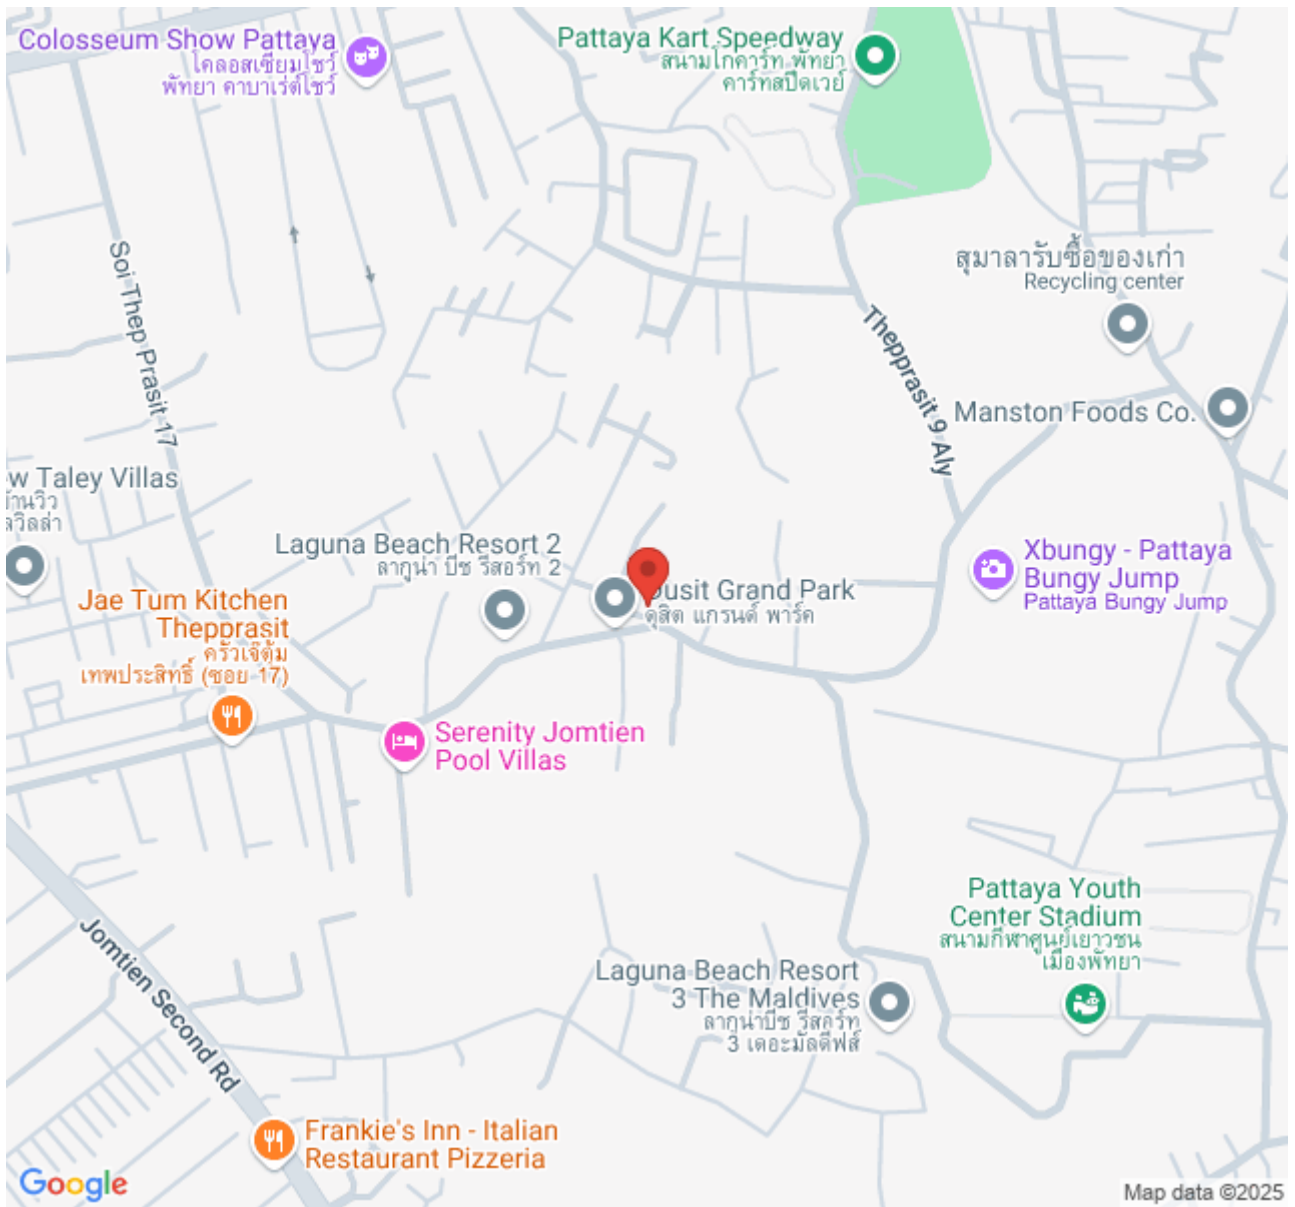 Colosseum Show Pattaya
โคลอสเซียมโชว์
พัทยา คาบาเร่ต์โชว์
Pattaya Kart Speedway
สนามโกคาร์ท พัทยา
คาร์ทสปีดเวย์
Soi Thep Prasit 17
สุมาลารับซื้อของเก่า
Recycling center
Thepprasit 9 Aly
Manston Foods Co.
w Taley Villas
บ้านวิว
ลวิลล่า
Laguna Beach Resort 2
ลากูน่า บีช รีสอร์ท 2
Dusit Grand Park
ดุสิต แกรนด์ พาร์ค
Xbungy - Pattaya
Bungy Jump
Pattaya Bungy Jump
Jae Tum Kitchen
Thepprasit
ครัวเจ๊ตุ้ม
เทพประสิทธิ์ (ซอย 17)
Serenity Jomtien
Pool Villas
Pattaya Youth
Center Stadium
สนามกีฬาศูนย์เยาวชน
เมืองพัทยา
Jomtien Second Rd
Laguna Beach Resort
3 The Maldives
ลากูน่าบีช รีสอร์ท
3 เดอะมัลดีฟส์
Frankie's Inn - Italian
Restaurant Pizzeria
Google
Map data ©2025